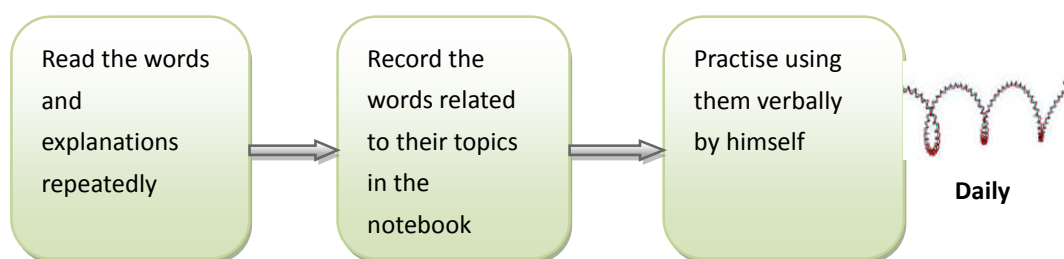 Read the words
and
explanations
repeatedly
Record the
words related
to their topics
in the
notebook
Practise using
them verbally
by himself
Daily